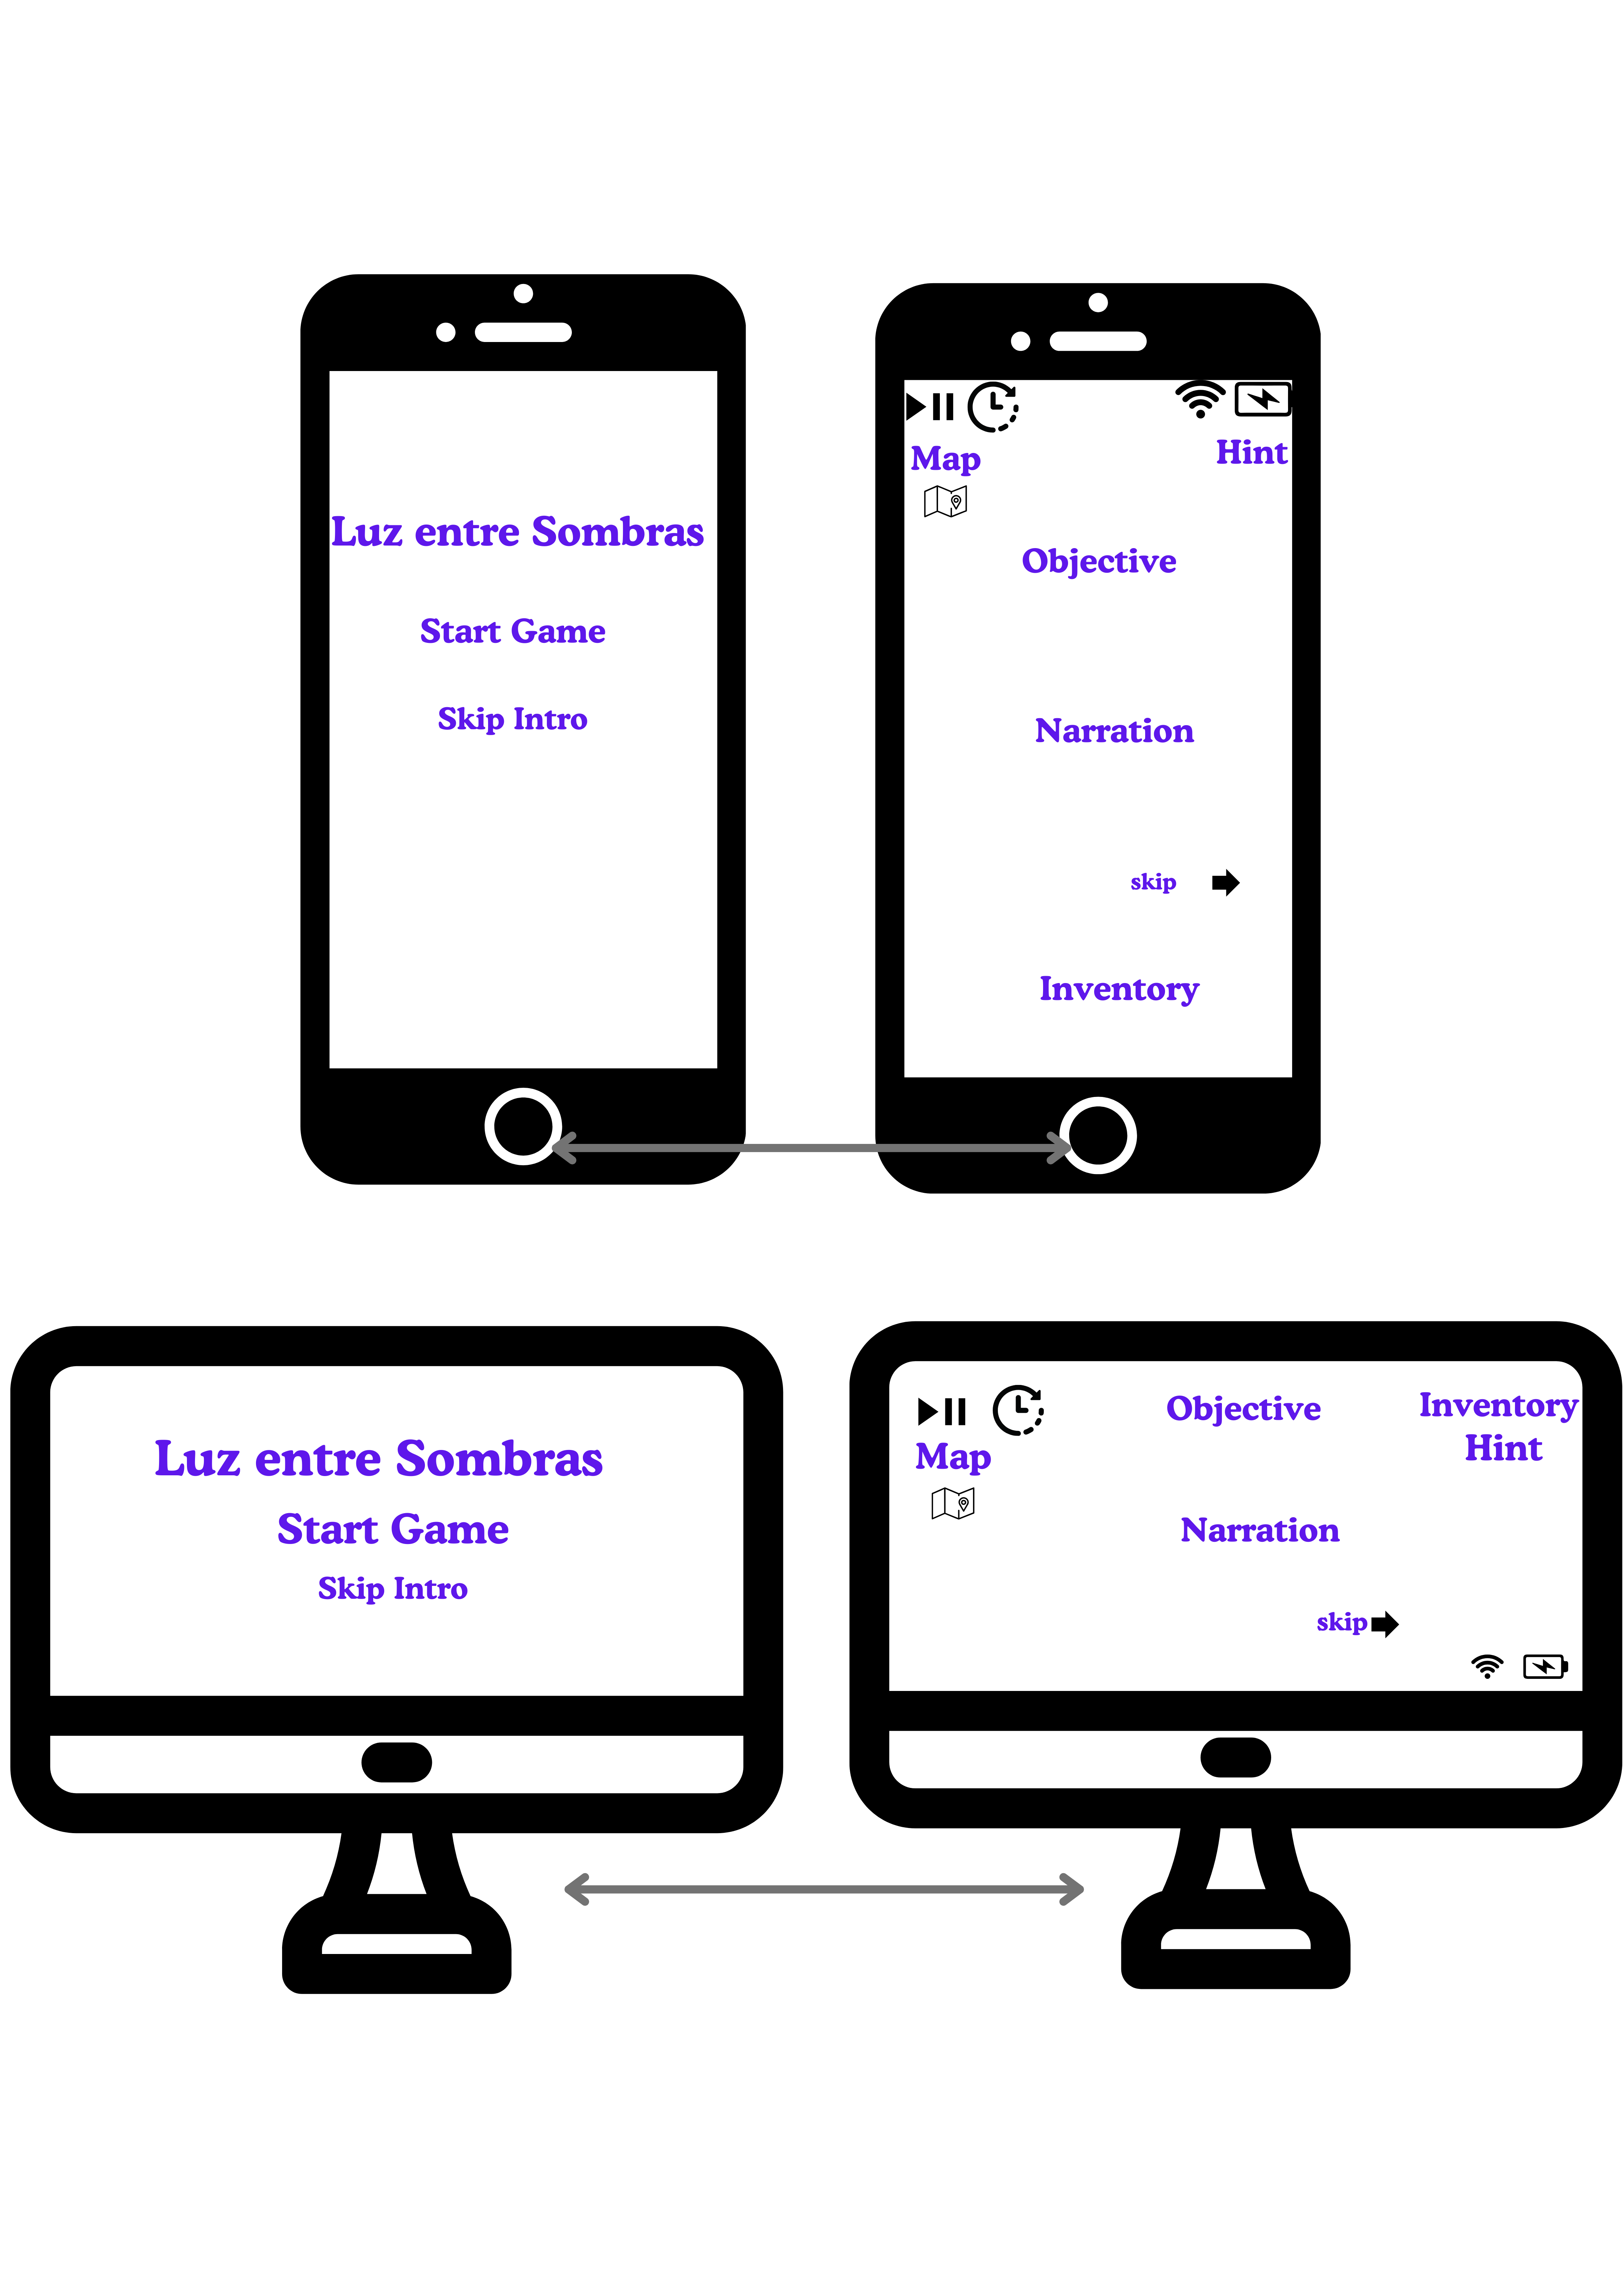 Luz entre Sombras
Start Game
Skip Intro
Map
Hint
Objective
Narration
skip
Inventory
Luz entre Sombras
Start Game
Skip Intro
Objective
Inventory
Hint
Map
Narration
skip